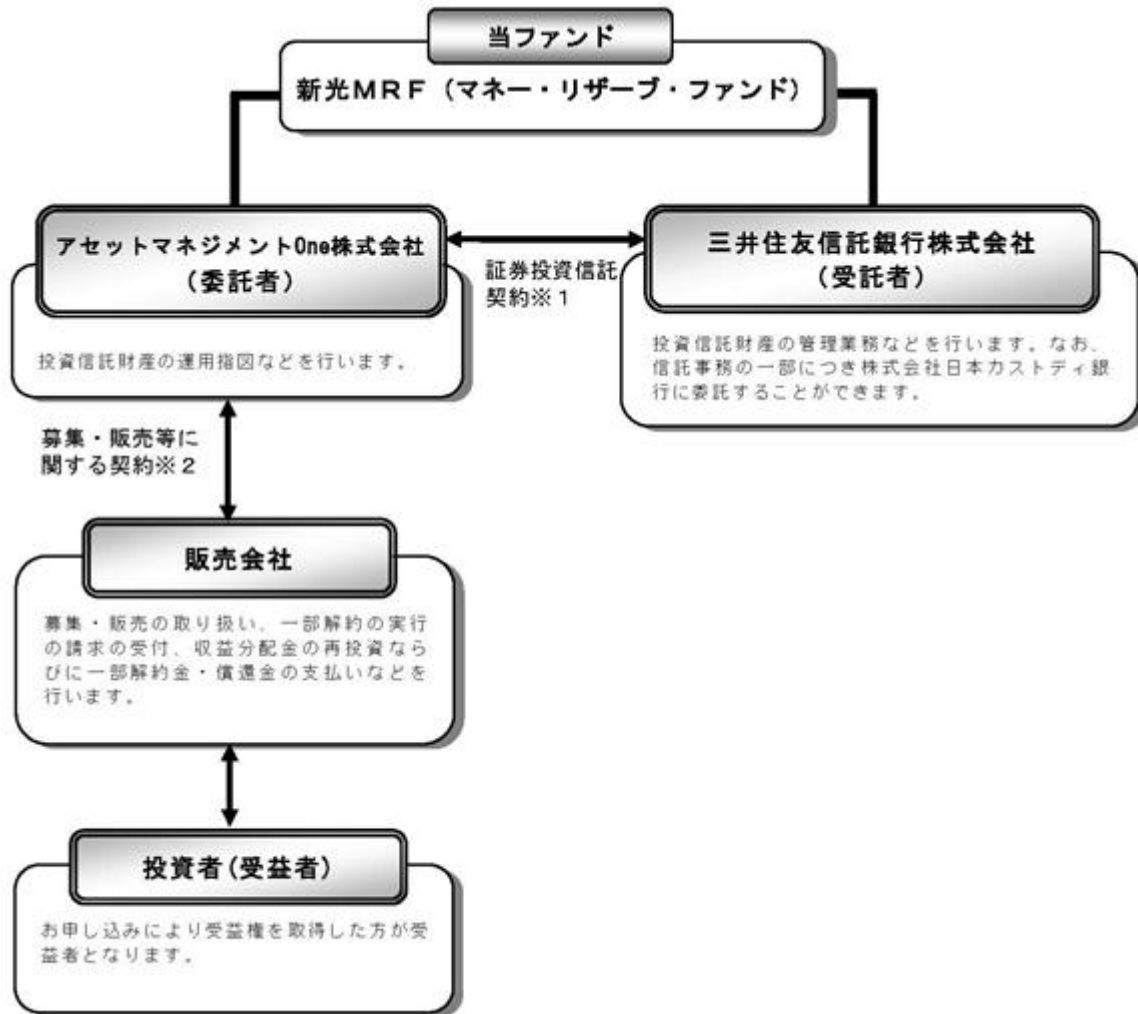 当ファンド
新光MRF（マネー・リザーブ・ファンド）
アセットマネジメントOne株式会社
（委託者）
投資信託財産の運用指図などを行います。
証券投資信託
契約※１
三井住友信託銀行株式会社
（受託者）
投資信託財産の管理業務などを行います。なお、
信託事務の一部につき株式会社日本カストディ銀
行に委託することができます。
募集・販売等に
関する契約※２
販売会社
募集・販売の取り扱い、一部解約の実行
の請求の受付、収益分配金の再投資なら
びに一部解約金・償還金の支払いなどを
行います。
投資者(受益者)
お申し込みにより受益権を取得した方が受
益者となります。